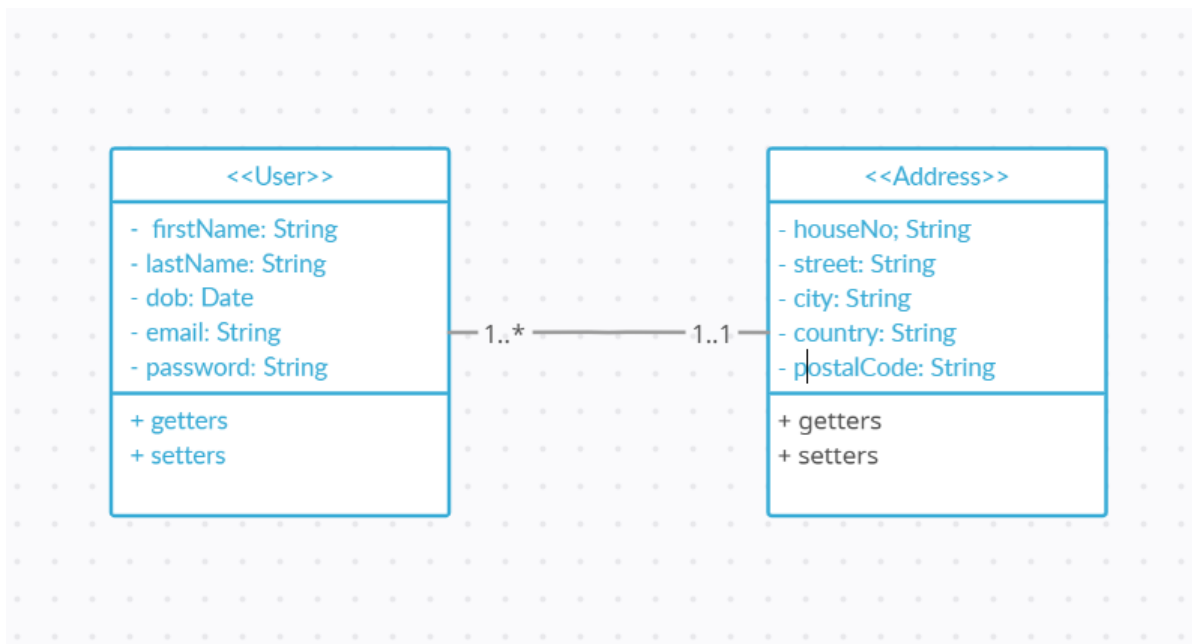 <<User>>
- firstName: String
- lastName: String
- dob: Date
- email: String
- password: String
+ getters
+ setters
1..*
1..1
<<Address>>
- houseNo; String
- street: String
- city: String
- country: String
- postalCode: String
+ getters
+ setters